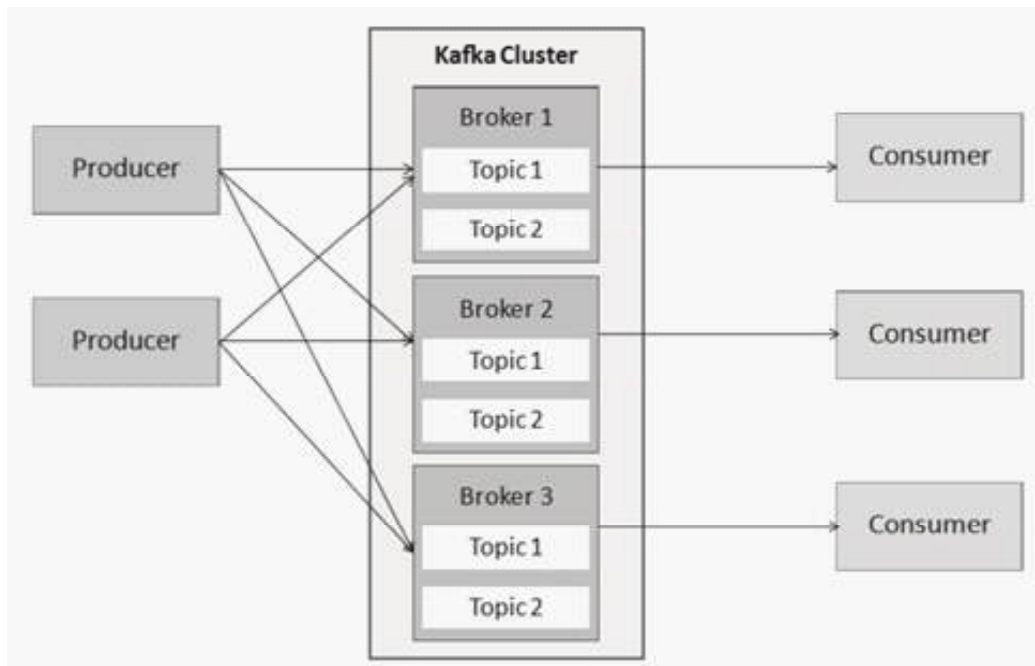 Kafka Cluster
Producer
Producer
Broker 1
Topic 1
Topic 2
Broker 2
Topic 1
Topic 2
Broker 3
Topic 1
Topic 2
Consumer
Consumer
Consumer